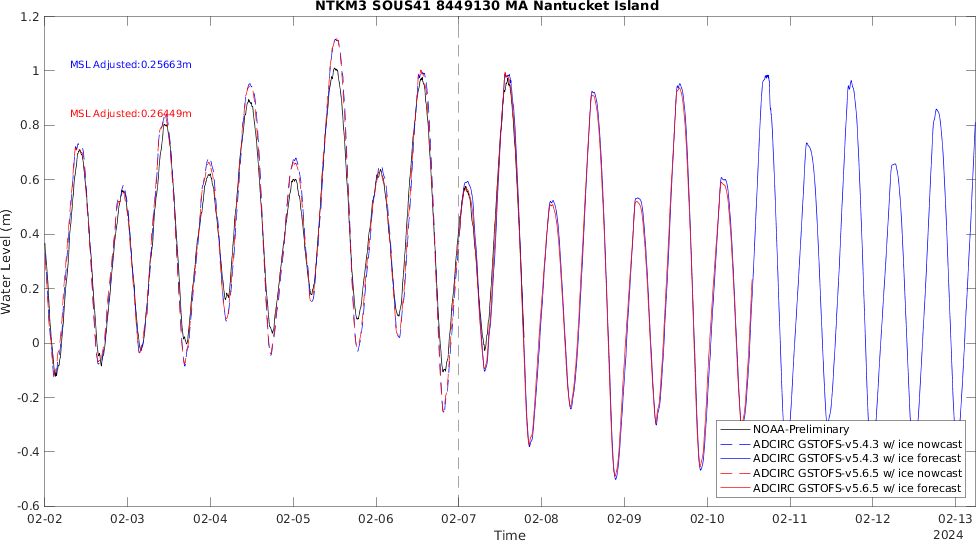 NTKM3 SOUS41 8449130 MA Nantucket Island
1.2
1
0.8
0.6
0.4
0.2
0
-0.2
-0.4
-0.6
Water Level (m)
MSL Adjusted:0.25663m
MSL Adjusted:0.26449m
NOAA-Preliminary
ADCIRC GSTOFS-v5.4.3 w/ ice nowcast
ADCIRC GSTOFS-v5.4.3 w/ ice forecast
ADCIRC GSTOFS-v5.6.5 w/ ice nowcast
ADCIRC GSTOFS-v5.6.5 w/ ice forecast
02-02 02-03 02-04 02-05 02-06 02-07 02-08 02-09 02-10 02-11 02-12 02-13
Time
2024